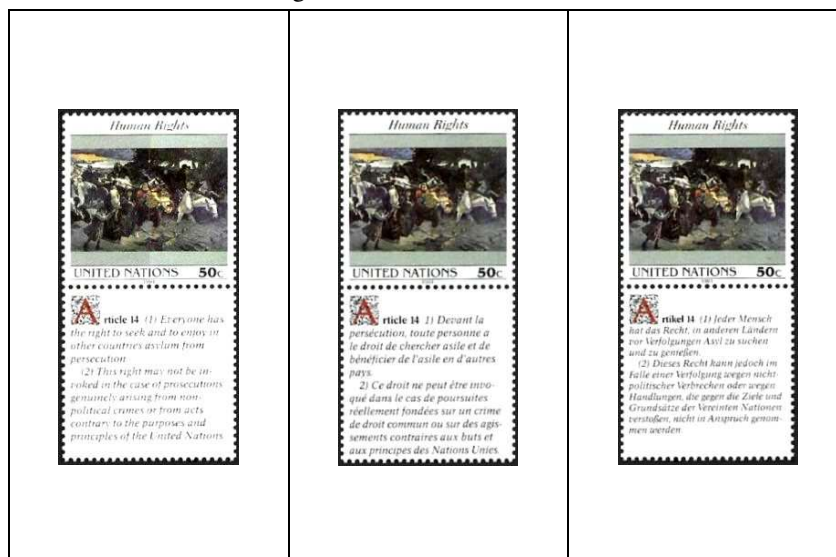 Human Rights
UNITED NATIONS 50c
1991
Article 14 (1) Everyone has
the right to seek and to enjoy in
other countries asylum from
persecution
(2) This right may not be in-
voked in the case of prosecutions
genuinely arising from non-
political crimes or from acts
contrary to the purposes and
principles of the United Nations
Human Rights
UNITED NATIONS 50c
1991
Article 14 1) Devant la
persécution, toute personne a
le droit de chercher asile et de
bénéficier de l'asile en d'autres
pays.
2) Ce droit ne peut être invo-
qué dans le cas de poursuites
réellement fondées sur un crime
de droit commun ou sur des agis-
sements contraires aux buts et
aux principes des Nations Unies.
Human Rights
UNITED NATIONS 50c
1991
Artikel 14 (1) Jeder Mensch
hat das Recht, in anderen Ländern
vor Verfolgungen Asyl zu suchen
und zu genießen.
(2) Dieses Recht kann jedoch im
Falle einer Verfolgung wegen nicht-
politischer Verbrechen oder wegen
Handlungen, die gegen die Ziele und
Grundsätze der Vereinten Nationen
verstoßen, nicht in Anspruch genom-
men werden